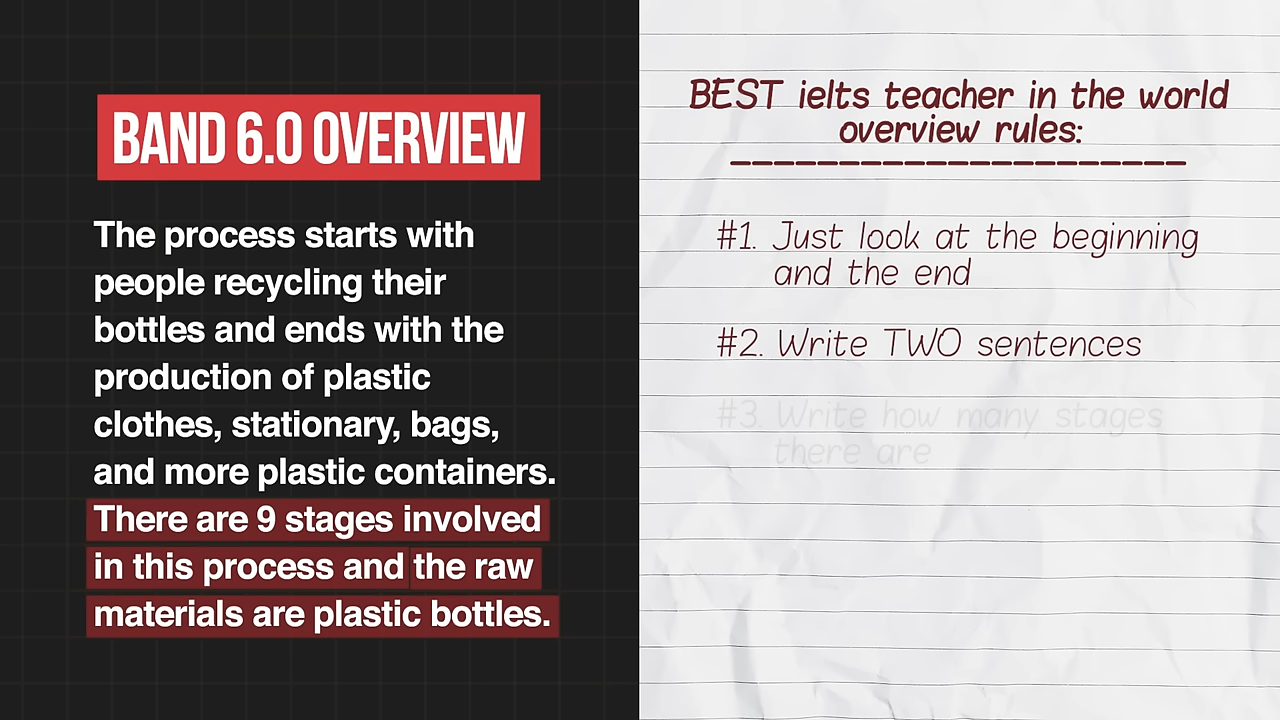 BAND 6.0 OVERVIEW
The process starts with
people recycling their
bottles and ends with the
production of plastic
clothes, stationary, bags,
and more plastic containers.
There are 9 stages involved
in this process and the raw
materials are plastic bottles.
BEST ielts teacher in the world
overview rules:
#1. Just look at the beginning
and the end
#2. Write TWO sentences
#3. Write how many stages
there are